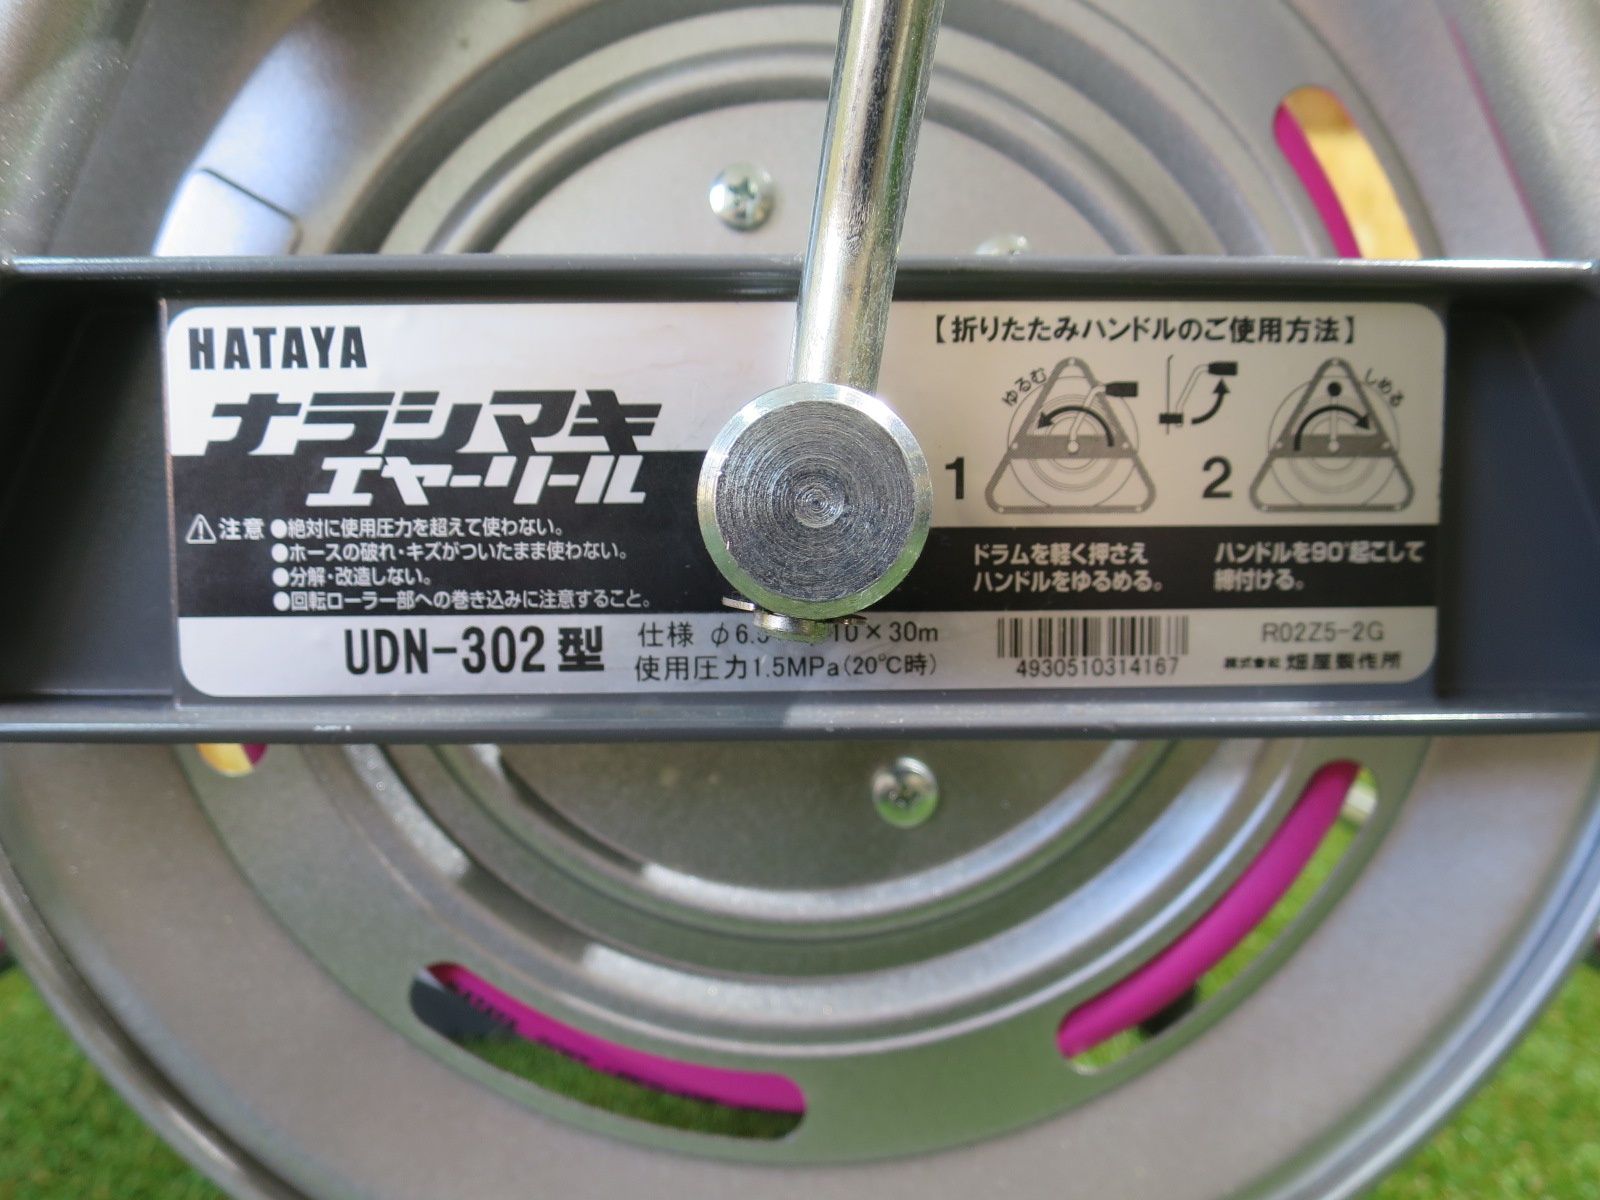 HATAYA
ナラシマキ
エヤーリール
注意 ●絶対に使用圧力を超えて使わない。
●ホースの破れ・キズがついたまま使わない。
●分解・改造しない。
●回転ローラー部への巻き込みに注意すること。
UDN-302型
仕様 φ6.5 10×30m
使用圧力1.5MPa(20℃時)
【折りたたみハンドルのご使用方法】
ゆるむ
しめる
1
2
ドラムを軽く押さえ
ハンドルをゆるめる。
ハンドルを90°起こして
締付ける。
4930510314167
R02Z5-2G
株式会社 畑屋製作所